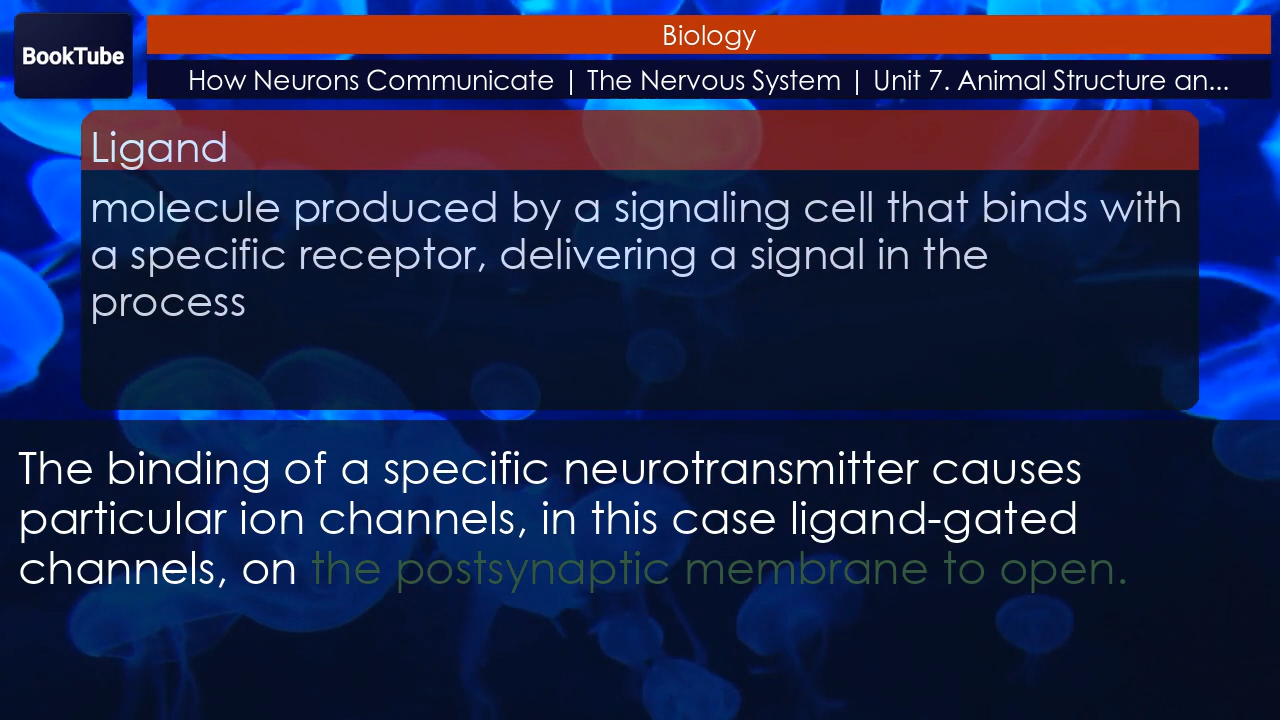 BookTube
Biology
How Neurons Communicate | The Nervous System | Unit 7. Animal Structure an...
Ligand
molecule produced by a signaling cell that binds with
a specific receptor, delivering a signal in the
process
The binding of a specific neurotransmitter causes
particular ion channels, in this case ligand-gated
channels, on the postsynaptic membrane to open.